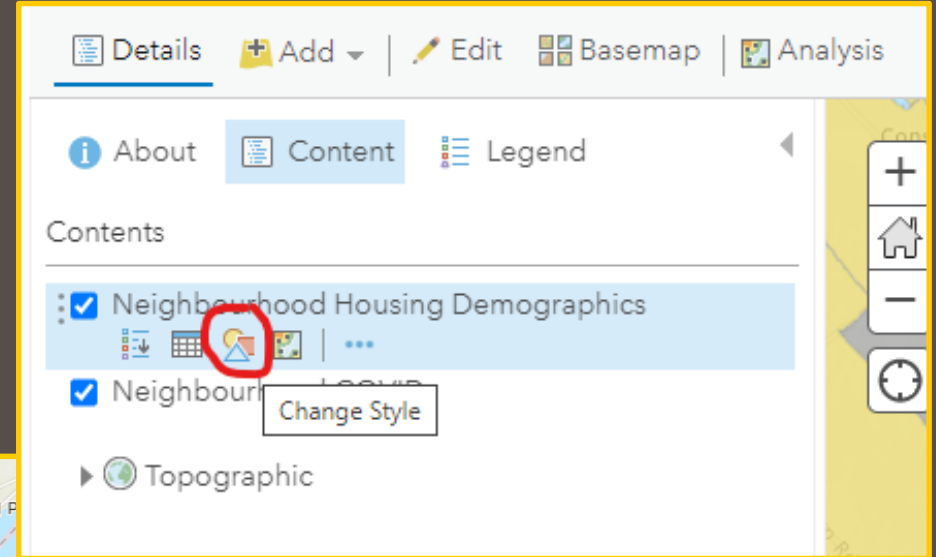 Details Add Edit Basemap Analysis
About Content Legend
Contents
Neighbourhood Housing Demographics
Change Style
Topographic